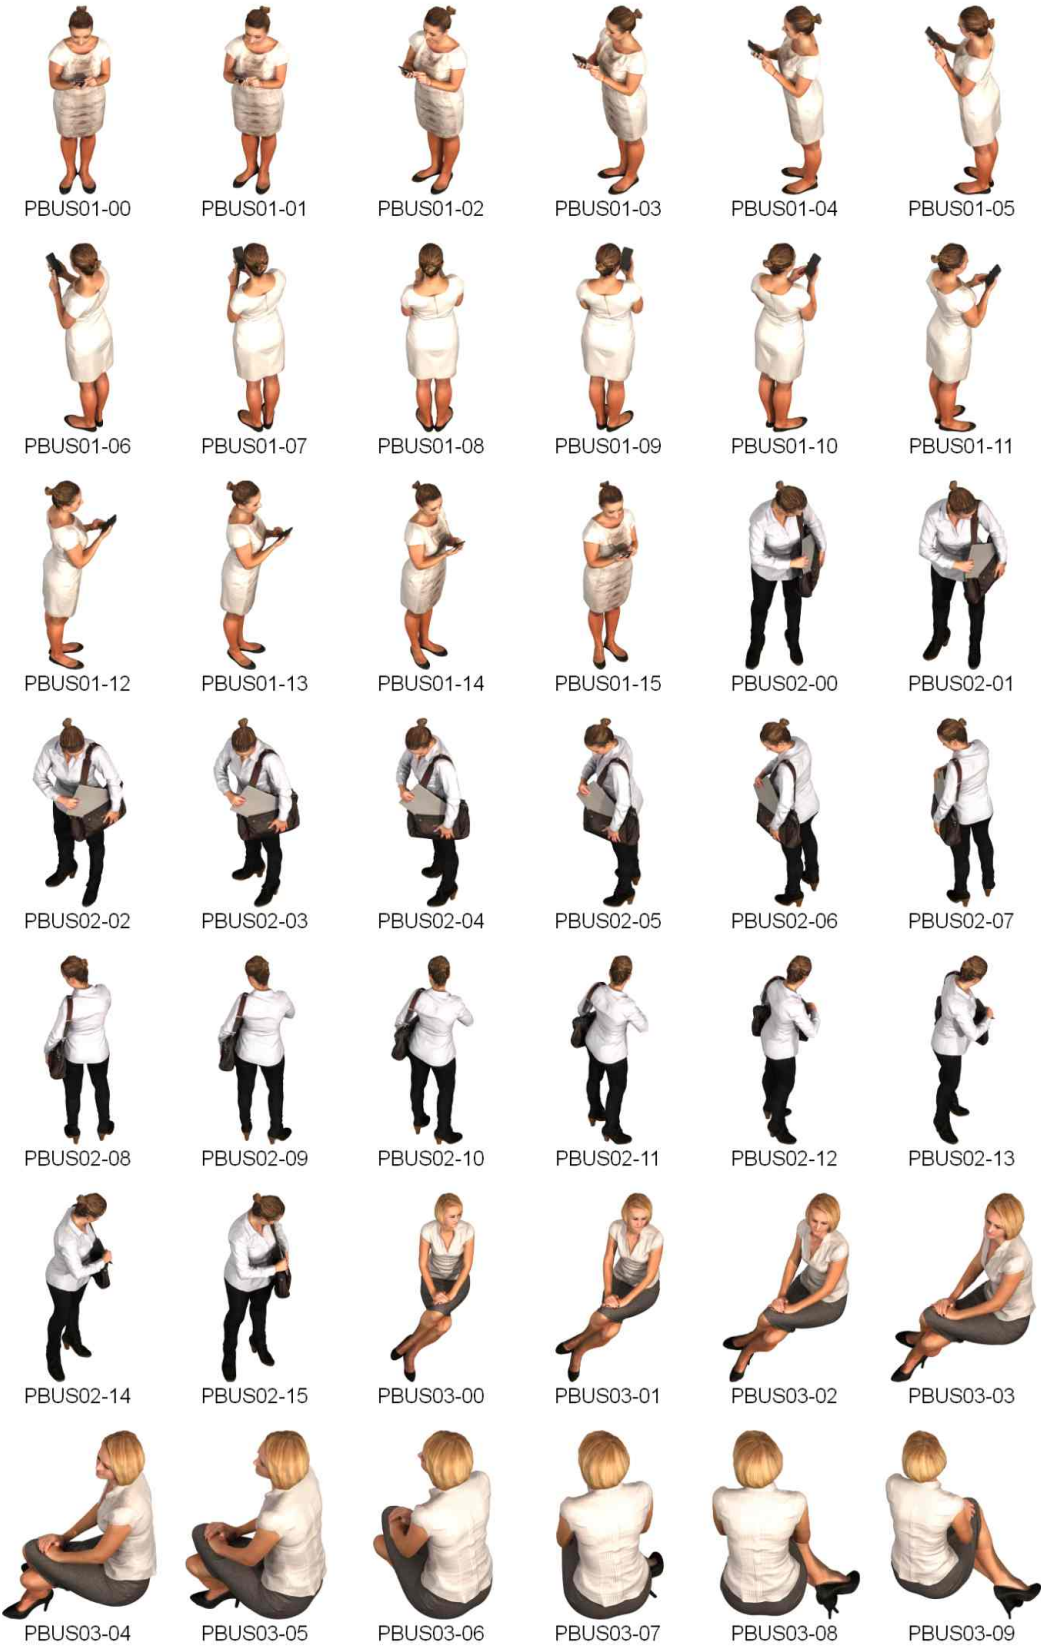 PBUS01-00 PBUS01-01 PBUS01-02 PBUS01-03 PBUS01-04 PBUS01-05
PBUS01-06 PBUS01-07 PBUS01-08 PBUS01-09 PBUS01-10 PBUS01-11
PBUS01-12 PBUS01-13 PBUS01-14 PBUS01-15 PBUS02-00 PBUS02-01
PBUS02-02 PBUS02-03 PBUS02-04 PBUS02-05 PBUS02-06 PBUS02-07
PBUS02-08 PBUS02-09 PBUS02-10 PBUS02-11 PBUS02-12 PBUS02-13
PBUS02-14 PBUS02-15 PBUS03-00 PBUS03-01 PBUS03-02 PBUS03-03
PBUS03-04 PBUS03-05 PBUS03-06 PBUS03-07 PBUS03-08 PBUS03-09